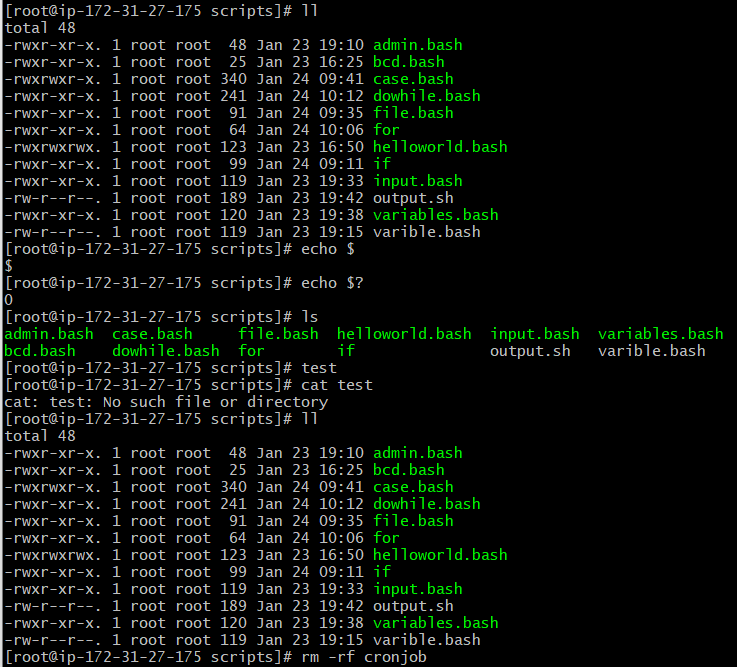 [root@ip-172-31-27-175 scripts]# ll
total 48
-rwxr-xr-x. 1 root root  48 Jan 23 19:10 admin.bash
-rwxr-xr-x. 1 root root  25 Jan 23 16:25 bcd.bash
-rwxrwxr-x. 1 root root 340 Jan 24 09:41 case.bash
-rwxr-xr-x. 1 root root 241 Jan 24 10:12 dowhile.bash
-rwxr-xr-x. 1 root root  91 Jan 24 09:35 file.bash
-rwxr-xr-x. 1 root root  64 Jan 24 10:06 for
-rwxrwxrwx. 1 root root 123 Jan 23 16:50 helloworld.bash
-rwxr-xr-x. 1 root root  99 Jan 24 09:11 if
-rwxr-xr-x. 1 root root 119 Jan 23 19:33 input.bash
-rw-r--r--. 1 root root 189 Jan 23 19:42 output.sh
-rwxr-xr-x. 1 root root 120 Jan 23 19:38 variables.bash
-rw-r--r--. 1 root root 119 Jan 23 19:15 varible.bash
[root@ip-172-31-27-175 scripts]# echo $
$
[root@ip-172-31-27-175 scripts]# echo $?
0
[root@ip-172-31-27-175 scripts]# ls
admin.bash  case.bash     file.bash  helloworld.bash  input.bash  variables.bash
bcd.bash    dowhile.bash  for        if               output.sh   varible.bash
[root@ip-172-31-27-175 scripts]# test
[root@ip-172-31-27-175 scripts]# cat test
cat: test: No such file or directory
[root@ip-172-31-27-175 scripts]# ll
total 48
-rwxr-xr-x. 1 root root  48 Jan 23 19:10 admin.bash
-rwxr-xr-x. 1 root root  25 Jan 23 16:25 bcd.bash
-rwxrwxr-x. 1 root root 340 Jan 24 09:41 case.bash
-rwxr-xr-x. 1 root root 241 Jan 24 10:12 dowhile.bash
-rwxr-xr-x. 1 root root  91 Jan 24 09:35 file.bash
-rwxr-xr-x. 1 root root  64 Jan 24 10:06 for
-rwxrwxrwx. 1 root root 123 Jan 23 16:50 helloworld.bash
-rwxr-xr-x. 1 root root  99 Jan 24 09:11 if
-rwxr-xr-x. 1 root root 119 Jan 23 19:33 input.bash
-rw-r--r--. 1 root root 189 Jan 23 19:42 output.sh
-rwxr-xr-x. 1 root root 120 Jan 23 19:38 variables.bash
-rw-r--r--. 1 root root 119 Jan 23 19:15 varible.bash
[root@ip-172-31-27-175 scripts]# rm -rf cronjob